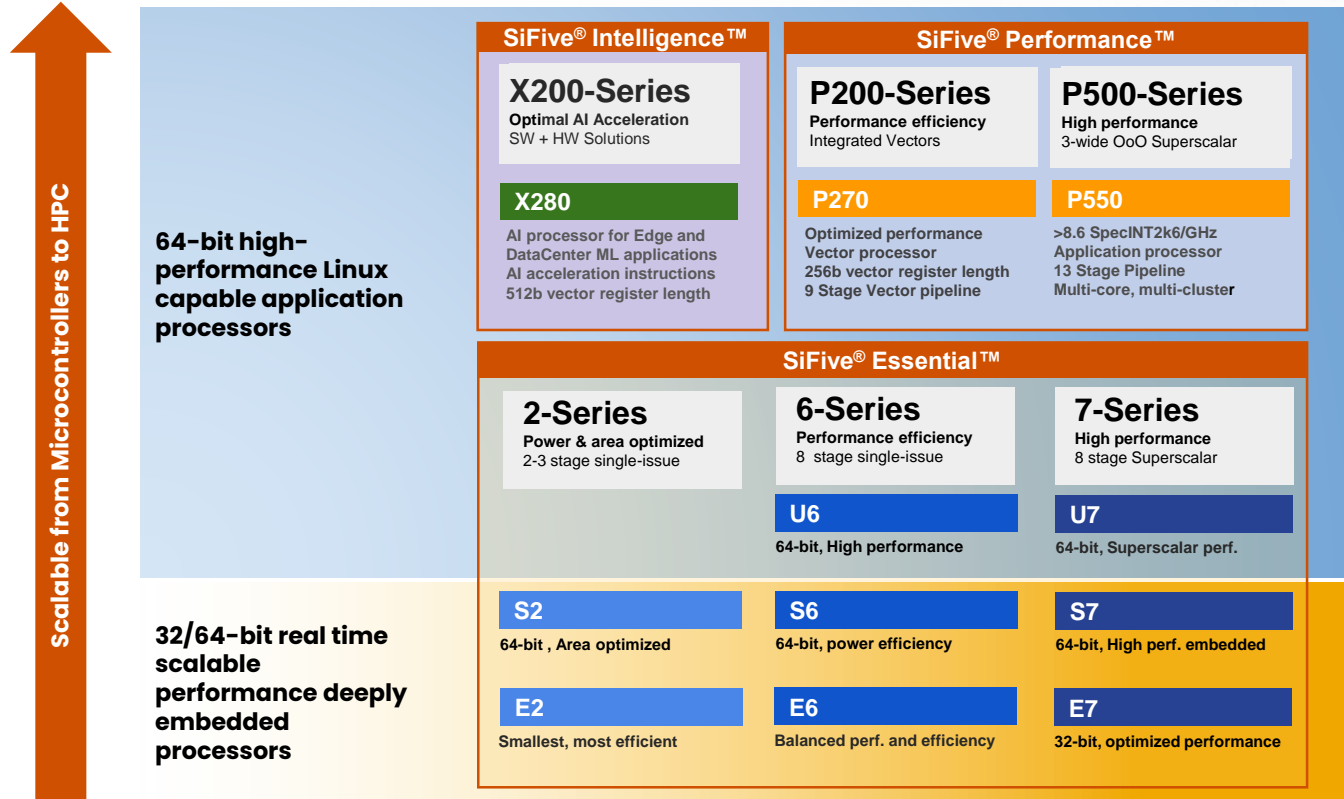 Scalable from Microcontrollers to HPC
64-bit high-
performance Linux
capable application
processors
SiFive® Intelligence™
X200-Series
Optimal AI Acceleration
SW + HW Solutions
X280
AI processor for Edge and
DataCenter ML applications
AI acceleration instructions
512b vector register length
SiFive® Performance™
P200-Series
Performance efficiency
Integrated Vectors
P270
Optimized performance
Vector processor
256b vector register length
9 Stage Vector pipeline
P500-Series
High performance
3-wide OoO Superscalar
P550
>8.6 SpecINT2k6/GHz
Application processor
13 Stage Pipeline
Multi-core, multi-cluster
SiFive® Essential™
2-Series
Power & area optimized
2-3 stage single-issue
6-Series
Performance efficiency
8 stage single-issue
7-Series
High performance
8 stage Superscalar
U6
64-bit, High performance
U7
64-bit, Superscalar perf.
32/64-bit real time
scalable
performance deeply
embedded
processors
S2
64-bit , Area optimized
S6
64-bit, power efficiency
S7
64-bit, High perf. embedded
E2
Smallest, most efficient
E6
Balanced perf. and efficiency
E7
32-bit, optimized performance